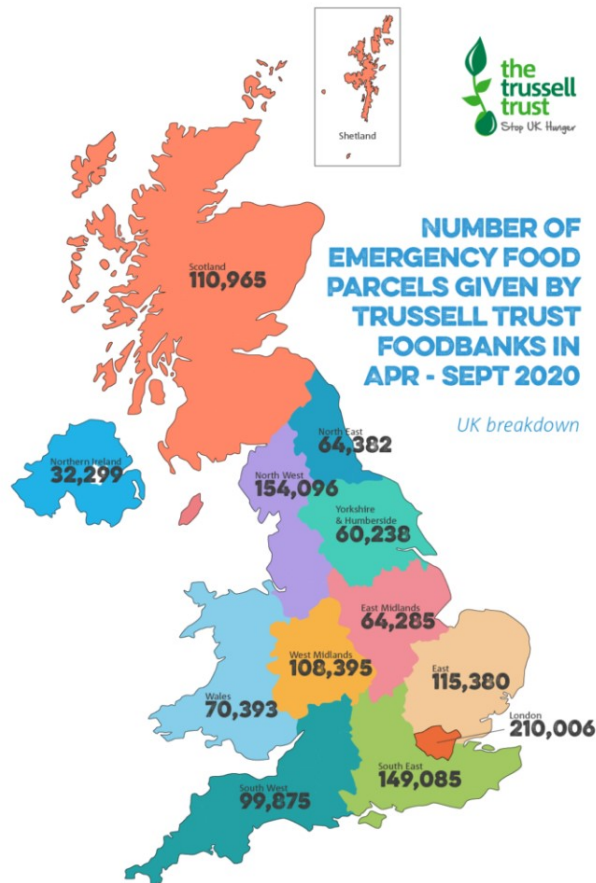 Shetland
the
trussell
trust
Stop UK Hunger
NUMBER OF
EMERGENCY FOOD
PARCELS GIVEN BY
TRUSSELL TRUST
FOODBANKS IN
APR - SEPT 2020
UK breakdown
Scotland
110,965
North East
64,382
Northern Ireland
32,299
North West
154,096
Yorkshire
& Humberside
60,238
East Midlands
64,285
West Midlands
108,395
East
115,380
Wales
70,393
London
210,006
South East
149,085
South West
99,875